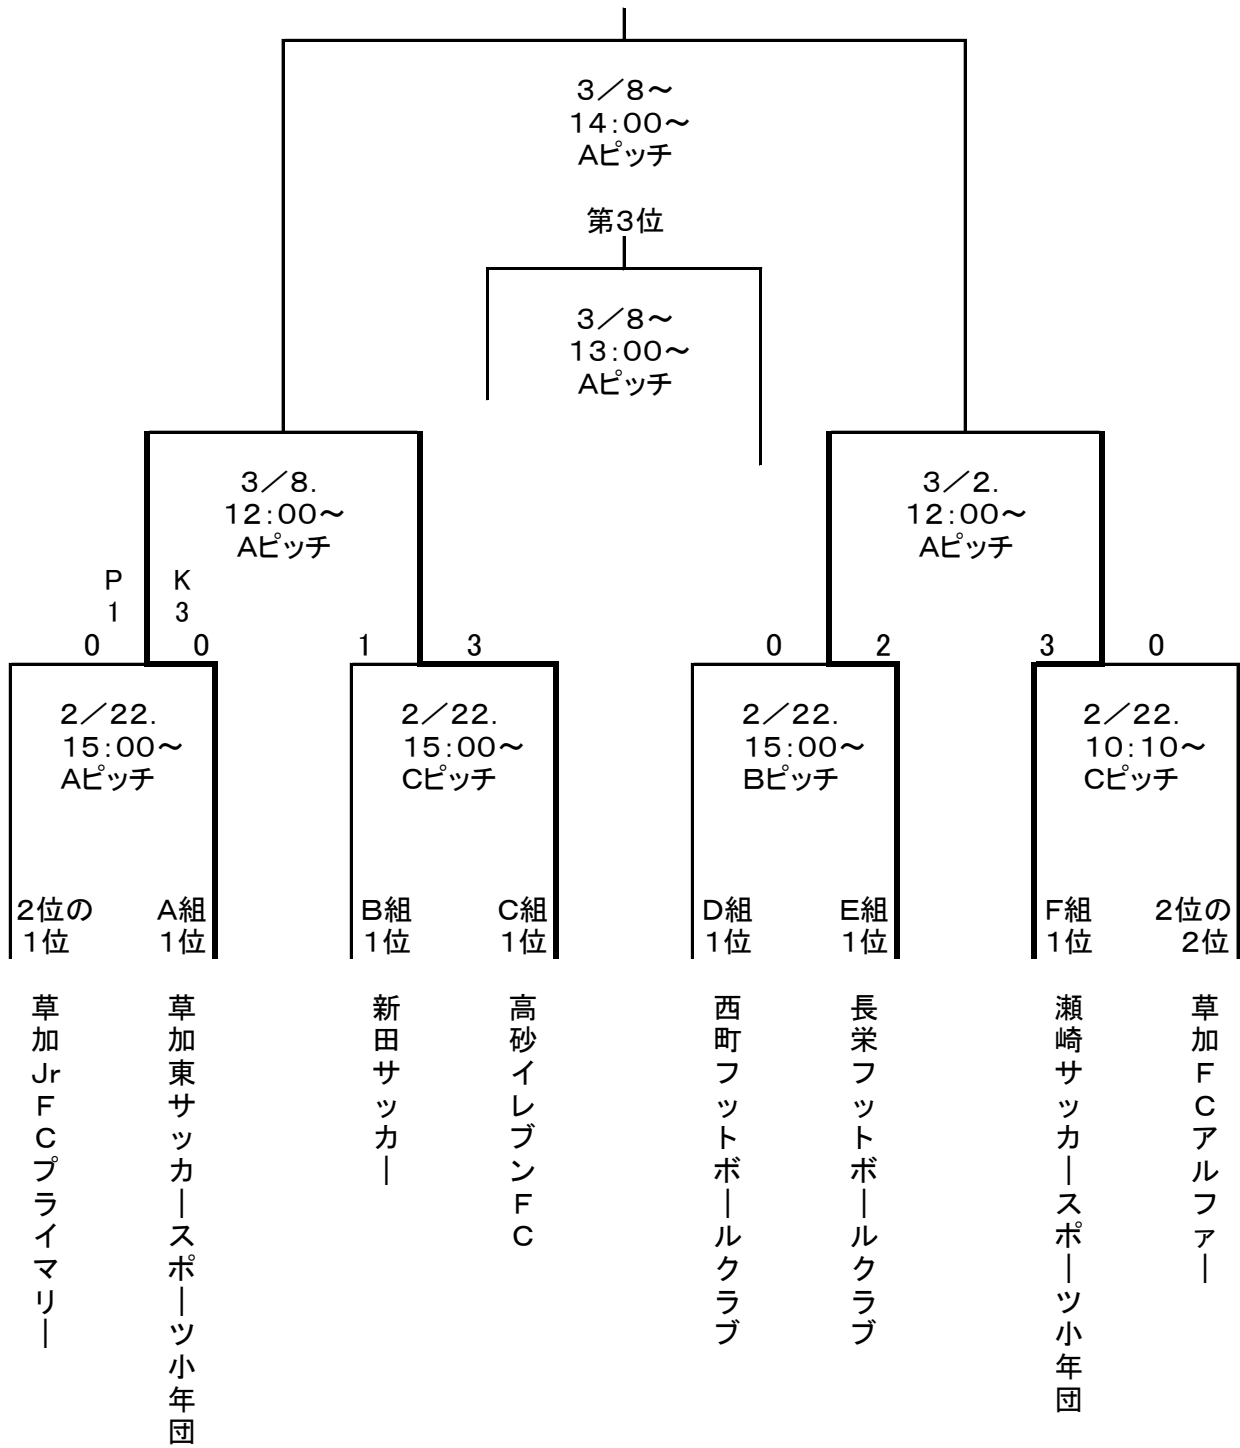 3／8～
14:00～
Aピッチ
第3位
3／8～
13:00～
Aピッチ
3／8.
12:00～
Aピッチ
3／2.
12:00～
Aピッチ
P K
1 3
0 0 1 3 0 2 3 0
2／22.
15:00～
Aピッチ
2／22.
15:00～
Cピッチ
2／22.
15:00～
Bピッチ
2／22.
10:10～
Cピッチ
2位の
1位
A組
1位
B組
1位
C組
1位
D組
1位
E組
1位
F組
1位
2位の
2位
草加JrFCプライマリー
草加東サッカースポーツ小年団
新田サッカー
高砂イレブンFC
西町フットボールクラブ
長栄フットボールクラブ
瀬崎サッカースポーツ小年団
草加FCアルファー